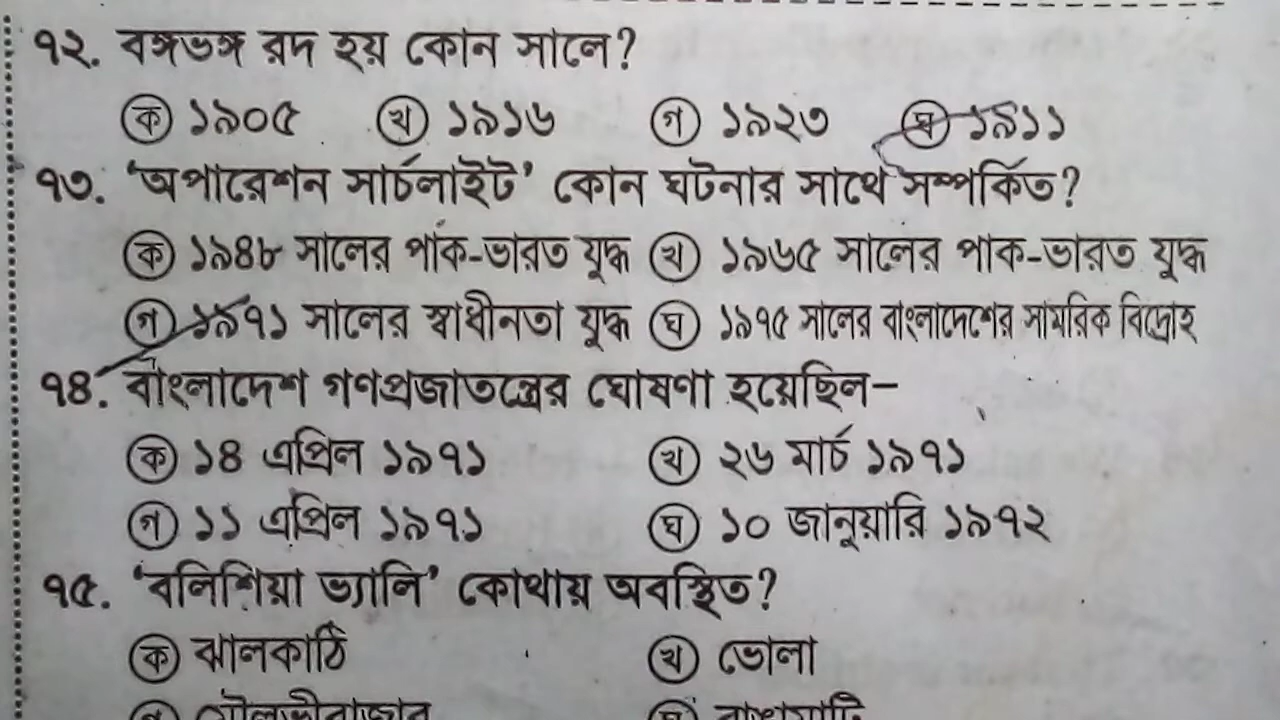 ৭২. বঙ্গভঙ্গ রদ হয় কোন সালে?
ক ১৯০৫ খ ১৯১৬ গ ১৯২৩ ঘ ১৯১১
৭৩. ‘অপারেশন সার্চলাইট’ কোন ঘটনার সাথে সম্পর্কিত?
ক ১৯৪৮ সালের পাক-ভারত যুদ্ধ খ ১৯৬৫ সালের পাক-ভারত যুদ্ধ
গ ১৯৭১ সালের স্বাধীনতা যুদ্ধ ঘ ১৯৭৫ সালের বাংলাদেশের সামরিক বিদ্রোহ
৭৪. বাংলাদেশ গণপ্রজাতন্ত্রের ঘোষণা হয়েছিল–
ক ১৪ এপ্রিল ১৯৭১ খ ২৬ মার্চ ১৯৭১
গ ১১ এপ্রিল ১৯৭১ ঘ ১০ জানুয়ারি ১৯৭২
৭৫. ‘বলিশিয়া ভ্যালি’ কোথায় অবস্থিত?
ক ঝালকাঠি খ ভোলা
গ মৌলভীবাজার ঘ